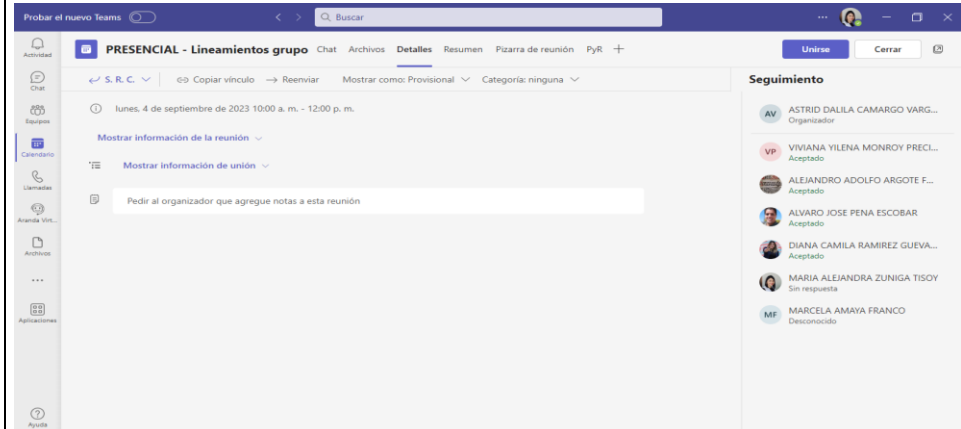 Probar el nuevo Teams
Buscar
Actividad
Chat
Equipos
Calendario
Llamadas
Aranda Virt...
Archivos
Aplicaciones
Ayuda
PRESENCIAL - Lineamientos grupo Chat Archivos Detalles Resumen Pizarra de reunión PyR
Unirse Cerrar
S. R. C. Copiar vínculo Reenviar Mostrar como: Provisional Categoría: ninguna
lunes, 4 de septiembre de 2023 10:00 a. m. - 12:00 p. m.
Mostrar información de la reunión
Mostrar información de unión
Pedir al organizador que agregue notas a esta reunión
Seguimiento
AV ASTRID DALILA CAMARGO VARG...
Organizador
VP VIVIANA YILENA MONROY PRECI...
Aceptado
ALEJANDRO ADOLFO ARGOTE F...
Aceptado
ALVARO JOSE PENA ESCOBAR
Aceptado
DIANA CAMILA RAMIREZ GUEVA...
Aceptado
MARIA ALEJANDRA ZUNIGA TISOY
Sin respuesta
MF MARCELA AMAYA FRANCO
Desconocido